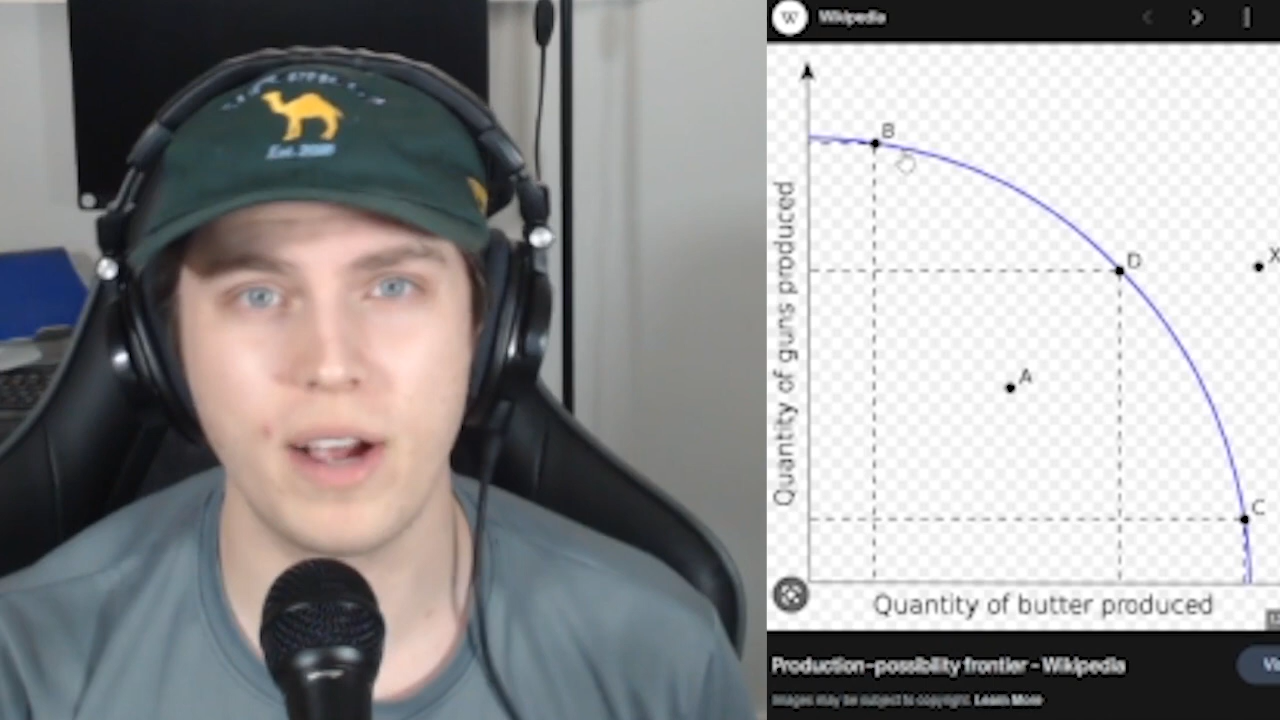 Est. 2020
W
Wikipedia
B
D
X
A
C
Quantity of guns produced
Quantity of butter produced
Production-possibility frontier - Wikipedia
Images may be subject to copyright. Learn More